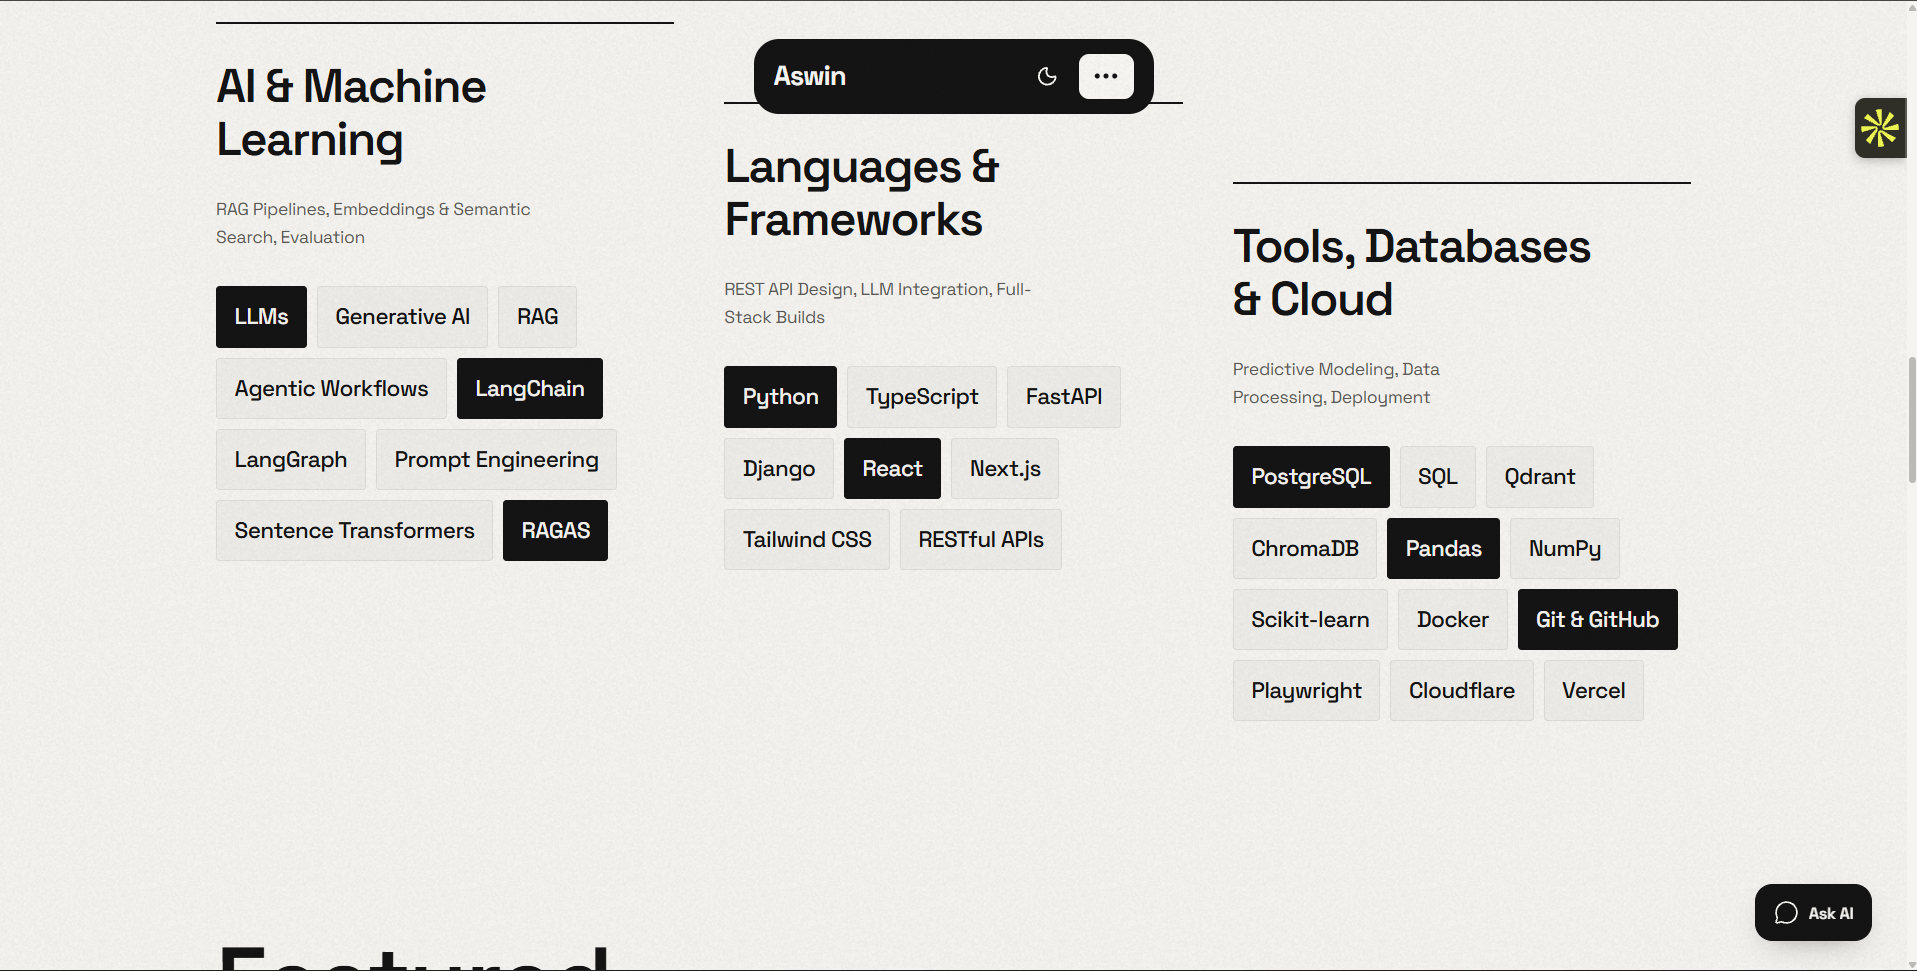 Aswin
AI & Machine
Learning
RAG Pipelines, Embeddings & Semantic
Search, Evaluation
LLMs
Generative AI
RAG
Agentic Workflows
LangChain
LangGraph
Prompt Engineering
Sentence Transformers
RAGAS
Languages &
Frameworks
REST API Design, LLM Integration, Full-
Stack Builds
Python
TypeScript
FastAPI
Django
React
Next.js
Tailwind CSS
RESTful APIs
Tools, Databases
& Cloud
Predictive Modeling, Data
Processing, Deployment
PostgreSQL
SQL
Qdrant
ChromaDB
Pandas
NumPy
Scikit-learn
Docker
Git & GitHub
Playwright
Cloudflare
Vercel
Featured
Ask AI